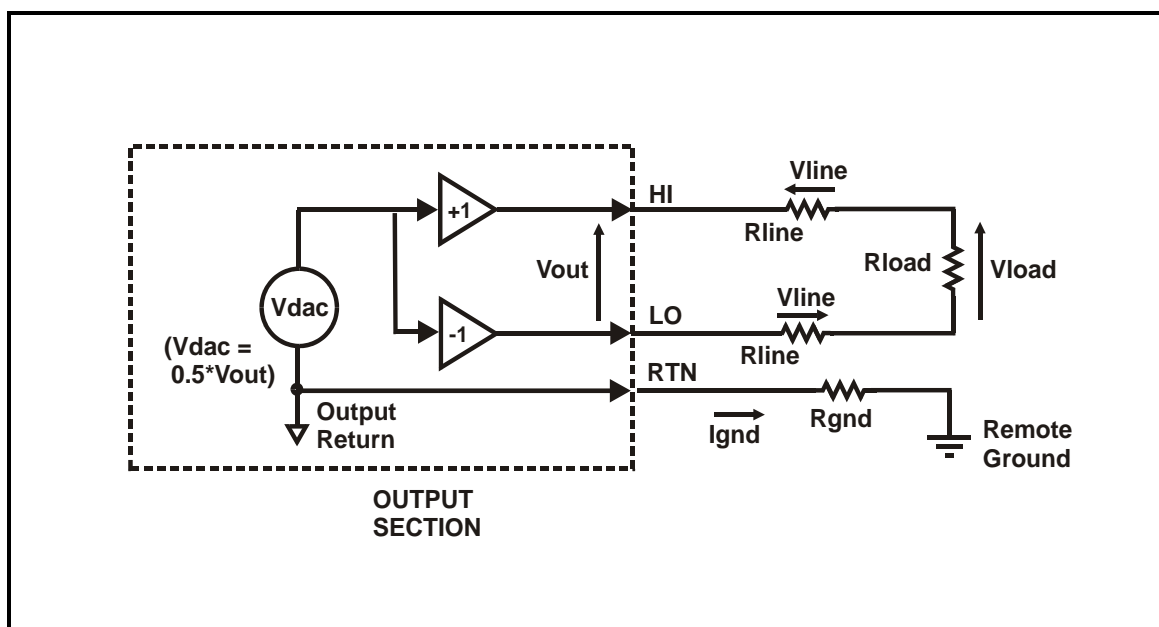 Vline
HI
+1
Rline
Vout
Rload
Vload
Vdac
Vline
LO
-1
Rline
(Vdac =
0.5*Vout)
RTN
Output
Return
Ignd
Rgnd
Remote
Ground
OUTPUT
SECTION